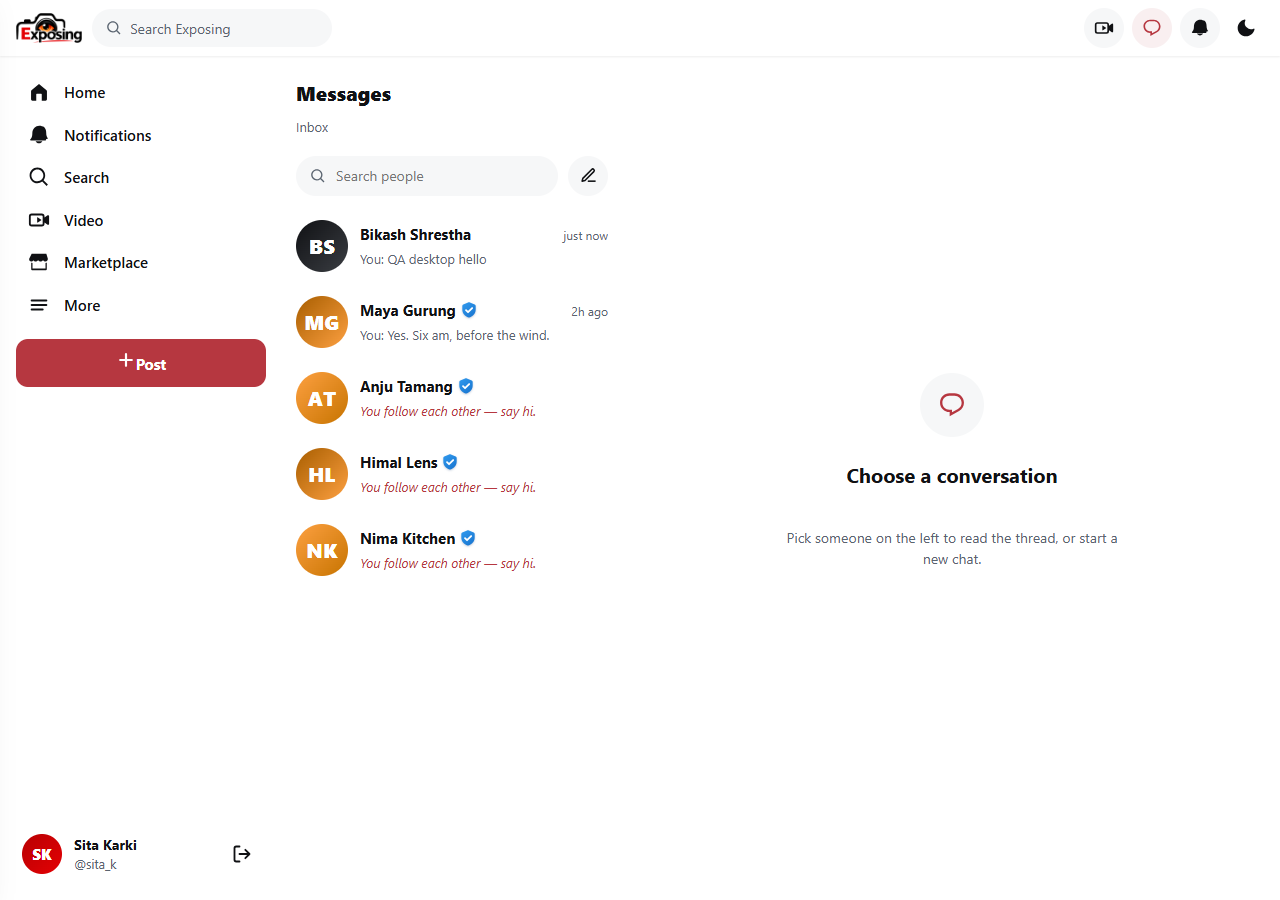 Exposing
Search Exposing
Home
Notifications
Search
Video
Marketplace
More
+ Post
Messages
Inbox
Search people
BS
Bikash Shrestha
just now
You: QA desktop hello
MG
Maya Gurung
2h ago
You: Yes. Six am, before the wind.
AT
Anju Tamang
You follow each other — say hi.
HL
Himal Lens
You follow each other — say hi.
NK
Nima Kitchen
You follow each other — say hi.
Choose a conversation
Pick someone on the left to read the thread, or start a
new chat.
SK
Sita Karki
@sita_k